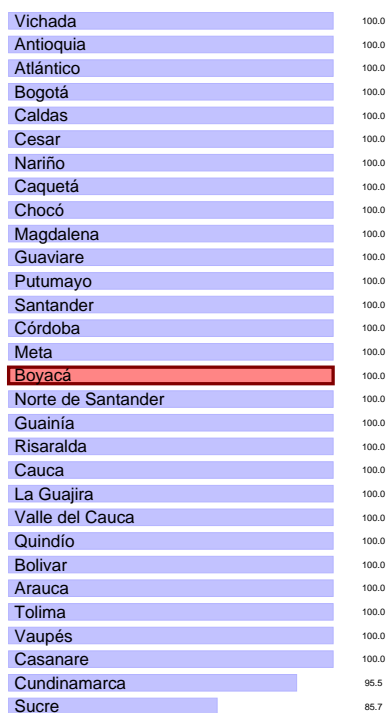 Vichada 100.0
Antioquia 100.0
Atlántico 100.0
Bogotá 100.0
Caldas 100.0
Cesar 100.0
Nariño 100.0
Caquetá 100.0
Chocó 100.0
Magdalena 100.0
Guaviare 100.0
Putumayo 100.0
Santander 100.0
Córdoba 100.0
Meta 100.0
Boyacá 100.0
Norte de Santander 100.0
Guainía 100.0
Risaralda 100.0
Cauca 100.0
La Guajira 100.0
Valle del Cauca 100.0
Quindío 100.0
Bolivar 100.0
Arauca 100.0
Tolima 100.0
Vaupés 100.0
Casanare 100.0
Cundinamarca 95.5
Sucre 85.7